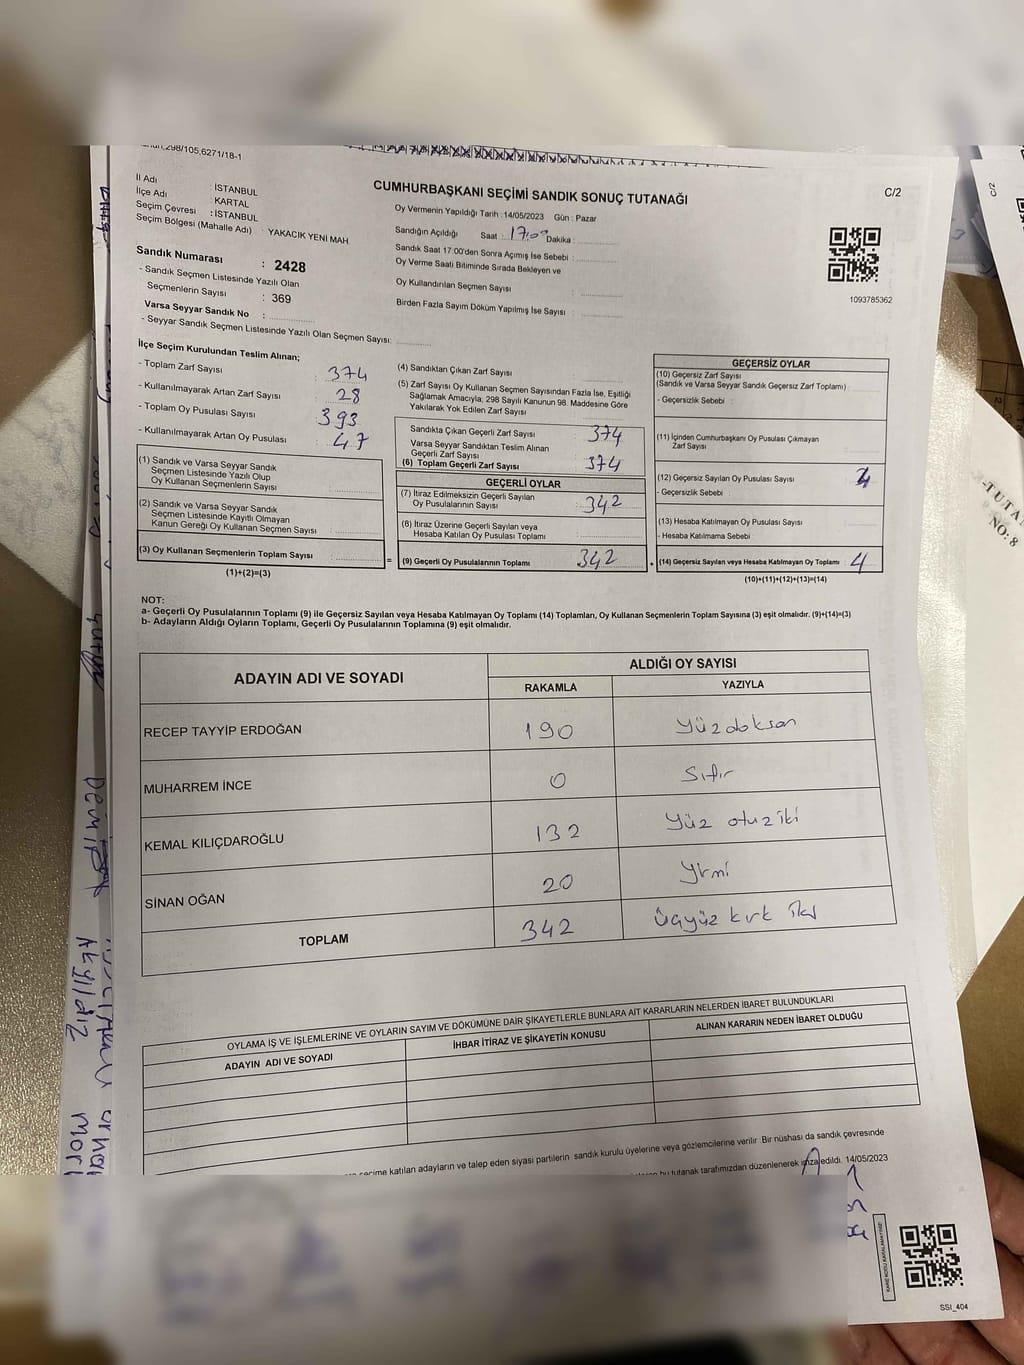 298/105,6271/18-1
C/2
CUMHURBAŞKANI SEÇİMİ SANDIK SONUÇ TUTANAĞI
İl Adı : İSTANBUL
İlçe Adı : KARTAL
Seçim Çevresi : İSTANBUL
Seçim Bölgesi (Mahalle Adı) : YAKACIK YENİ MAH.
Sandık Numarası : 2428
- Sandık Seçmen Listesinde Yazılı Olan
Seçmenlerin Sayısı : 369
Varsa Seyyar Sandık No :
- Seyyar Sandık Seçmen Listesinde Yazılı Olan Seçmen Sayısı:
Oy Vermenin Yapıldığı Tarih : 14/05/2023 Gün : Pazar
Sandığın Açıldığı Saat : 17:00 Dakika :
Sandık Saat 17:00'den Sonra Açımış İse Sebebi :
Oy Verme Saati Bitiminde Sırada Bekleyen ve
Oy Kullandırılan Seçmen Sayısı :
Birden Fazla Sayım Döküm Yapılmış İse Sayısı :
1093785362
İlçe Seçim Kurulundan Teslim Alınan;
- Toplam Zarf Sayısı : 374
- Kullanılmayarak Artan Zarf Sayısı : 28
- Toplam Oy Pusulası Sayısı : 393
- Kullanılmayarak Artan Oy Pusulası : 47
(1) Sandık ve Varsa Seyyar Sandık
Seçmen Listesinde Yazılı Olup
Oy Kullanan Seçmenlerin Sayısı :
(2) Sandık ve Varsa Seyyar Sandık
Seçmen Listesinde Kayıtlı Olmayan
Kanun Gereği Oy Kullanan Seçmen Sayısı :
(3) Oy Kullanan Seçmenlerin Toplam Sayısı :
(1)+(2)=(3)
(4) Sandıktan Çıkan Zarf Sayısı :
(5) Zarf Sayısı Oy Kullanan Seçmen Sayısından Fazla İse, Eşitliği
Sağlamak Amacıyla, 298 Sayılı Kanunun 98. Maddesine Göre
Yakılarak Yok Edilen Zarf Sayısı :
Sandıkta Çıkan Geçerli Zarf Sayısı : 374
Varsa Seyyar Sandıktan Teslim Alınan
Geçerli Zarf Sayısı :
(6) Toplam Geçerli Zarf Sayısı : 374
GEÇERLİ OYLAR
(7) İtiraz Edilmeksizin Geçerli Sayılan
Oy Pusulalarının Sayısı : 342
(8) İtiraz Üzerine Geçerli Sayılan veya
Hesaba Katılan Oy Pusulası Toplamı :
= (9) Geçerli Oy Pusulalarının Toplamı : 342
GEÇERSİZ OYLAR
(10) Geçersiz Zarf Sayısı
(Sandık ve Varsa Seyyar Sandık Geçersiz Zarf Toplamı) :
- Geçersizlik Sebebi :
(11) İçinden Cumhurbaşkanı Oy Pusulası Çıkmayan
Zarf Sayısı :
(12) Geçersiz Sayılan Oy Pusulası Sayısı : 4
- Geçersizlik Sebebi :
(13) Hesaba Katılmayan Oy Pusulası Sayısı :
- Hesaba Katılmama Sebebi :
+ (14) Geçersiz Sayılan veya Hesaba Katılmayan Oy Toplamı : 4
(10)+(11)+(12)+(13)=(14)
NOT:
a- Geçerli Oy Pusulalarının Toplamı (9) ile Geçersiz Sayılan veya Hesaba Katılmayan Oy Toplamı (14) Toplamları, Oy Kullanan Seçmenlerin Toplam Sayısına (3) eşit olmalıdır. (9)+(14)=(3)
b- Adayların Aldığı Oyların Toplamı, Geçerli Oy Pusulalarının Toplamına (9) eşit olmalıdır.
ADAYIN ADI VE SOYADI ALDIĞI OY SAYISI
RAKAMLA YAZIYLA
RECEP TAYYİP ERDOĞAN 190 Yüzdoksan
MUHARREM İNCE 0 Sıfır
KEMAL KILIÇDAROĞLU 132 Yüz otuz iki
SİNAN OĞAN 20 Yirmi
TOPLAM 342 üçyüz kırk iki
OYLAMA İŞ VE İŞLEMLERİNE VE OYLARIN SAYIM VE DÖKÜMÜNE DAİR ŞİKAYETLERLE BUNLARA AİT KARARLARIN NELERDEN İBARET BULUNDUKLARI
ADAYIN ADI VE SOYADI İHBAR İTİRAZ VE ŞİKAYETİN KONUSU ALINAN KARARIN NEDEN İBARET OLDUĞU
seçime katılan adayların ve talep eden siyasi partilerin sandık kurulu üyelerine veya gözlemcilerine verilir. Bir nüshası da sandık çevresinde
bu tutanak tarafımızdan düzenlenerek imza edildi. 14/05/2023
SSI_404
C/2
-TUTA
NO: 8
Akyıldız